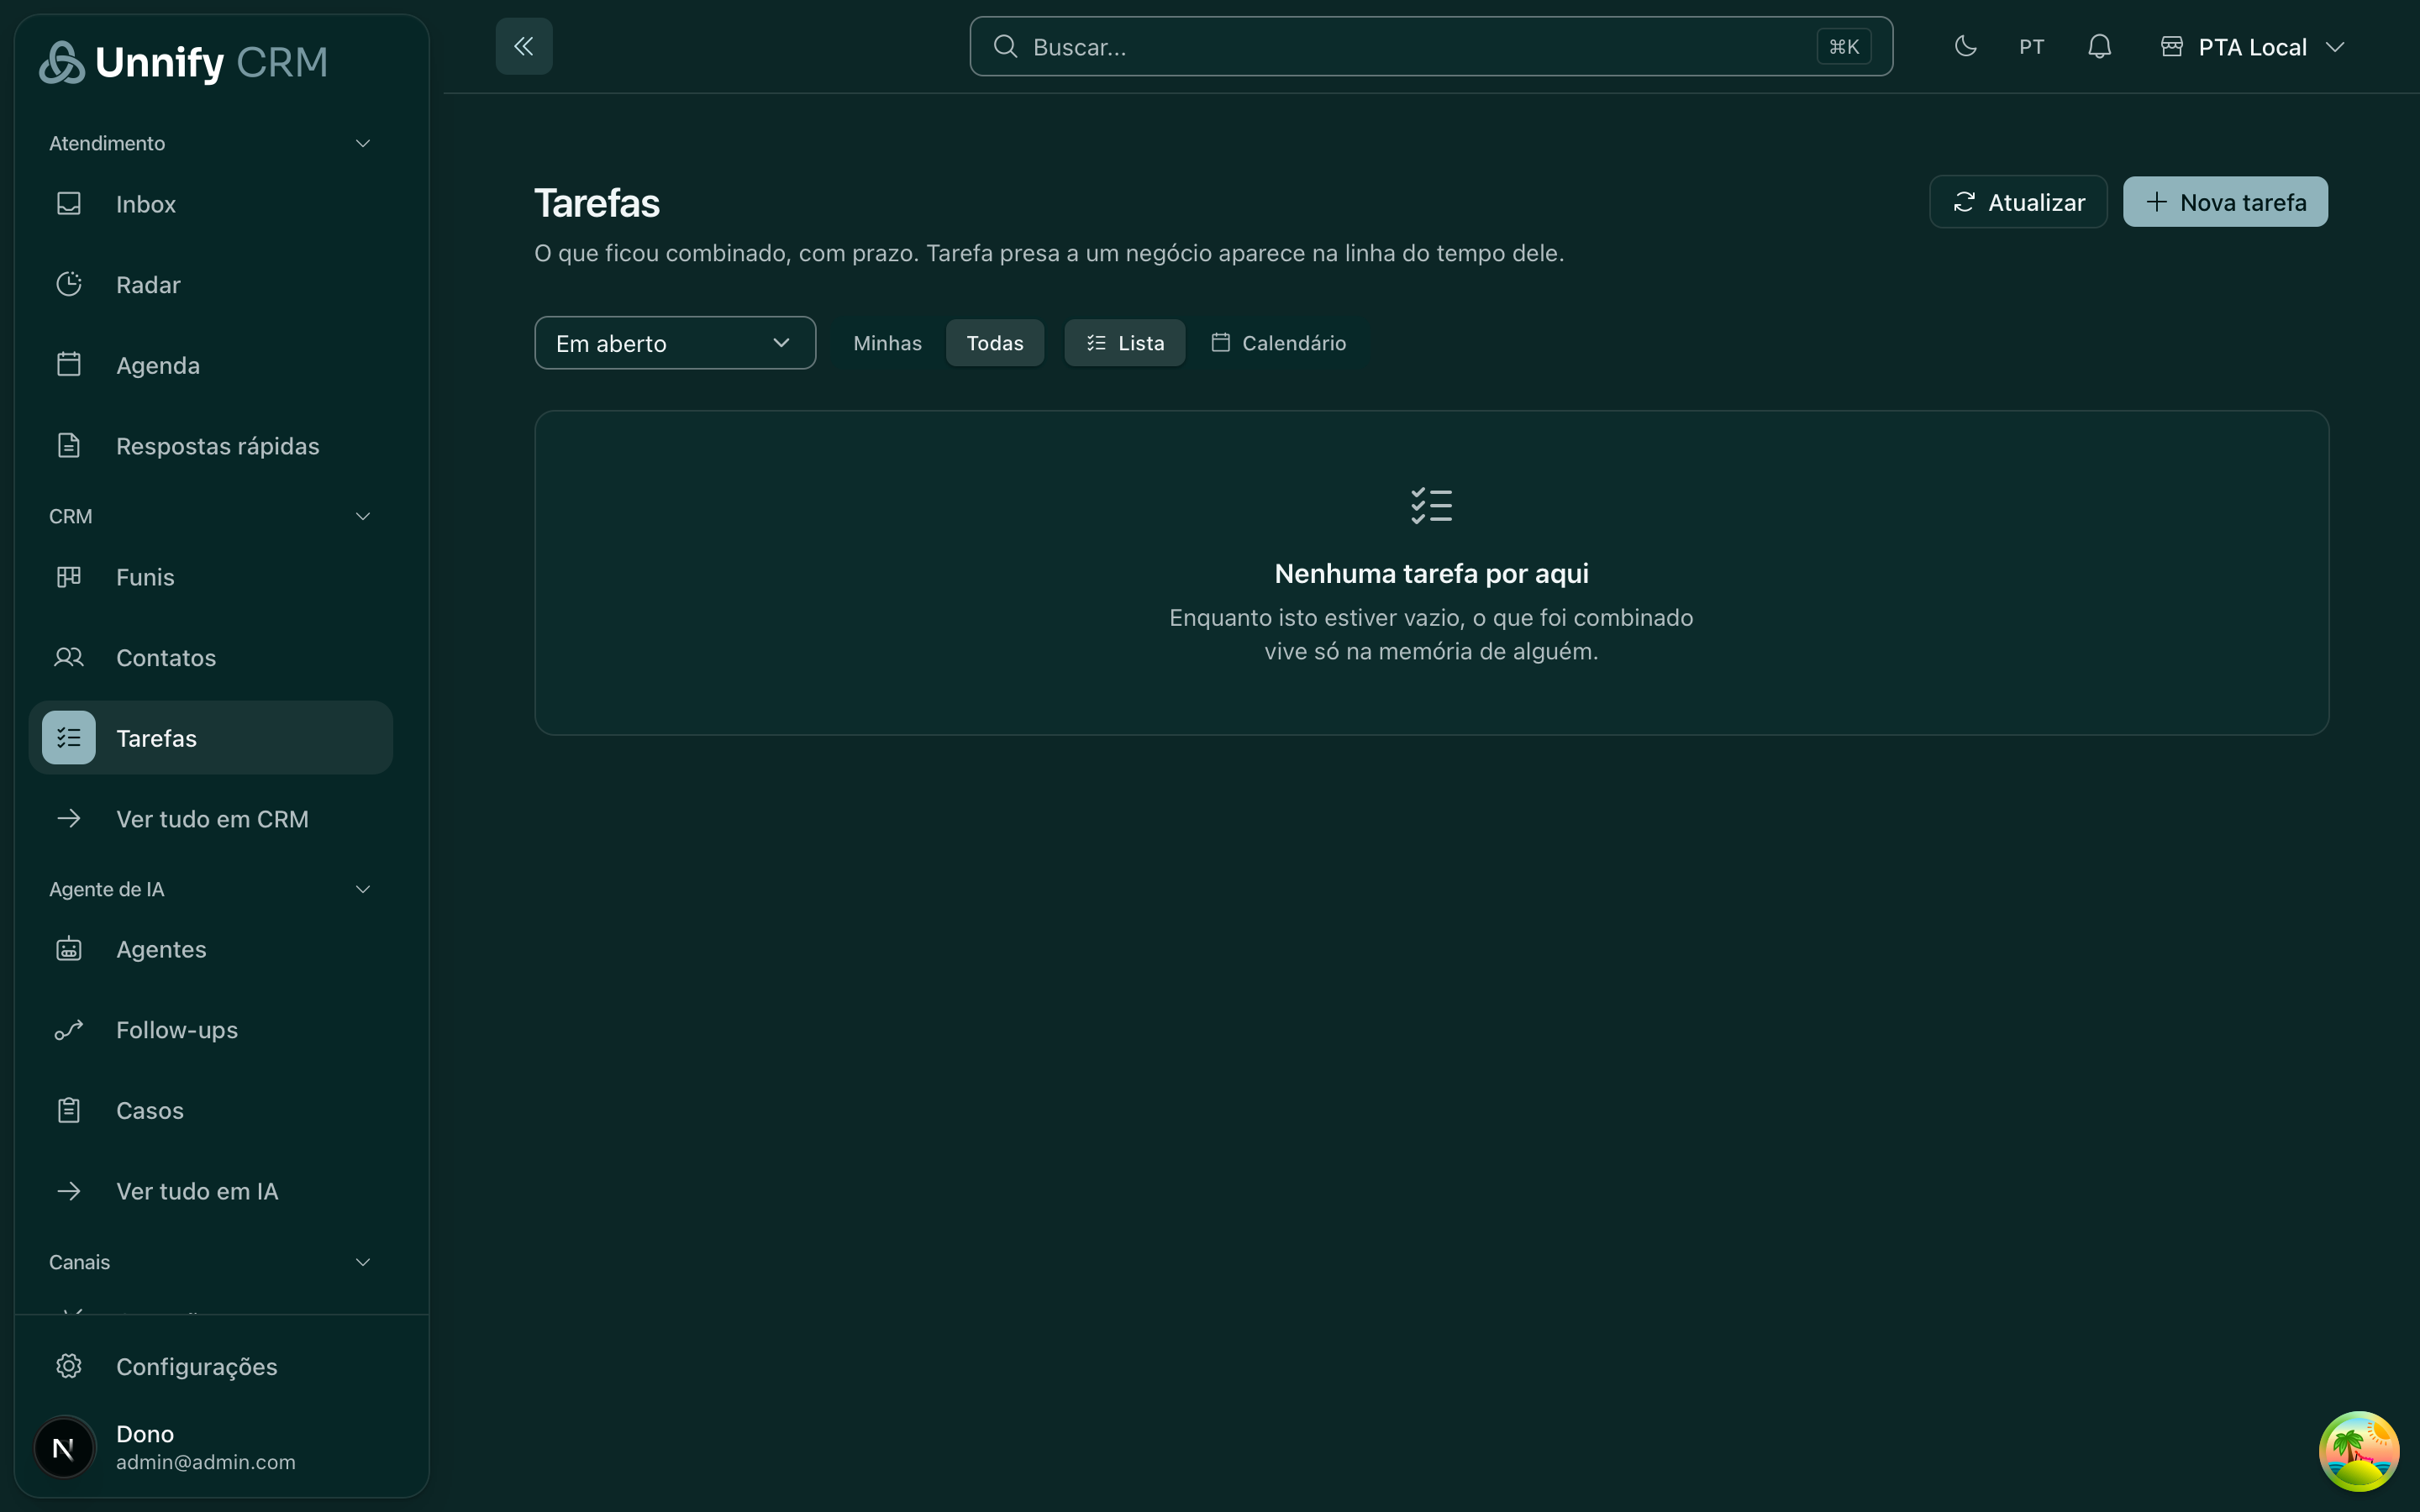 Unnify CRM
Buscar...
⌘K
PT
PTA Local
Atendimento
Inbox
Radar
Agenda
Respostas rápidas
CRM
Funis
Contatos
Tarefas
Ver tudo em CRM
Agente de IA
Agentes
Follow-ups
Casos
Ver tudo em IA
Canais
Configurações
N
Dono
admin@admin.com
Tarefas
Atualizar
Nova tarefa
O que ficou combinado, com prazo. Tarefa presa a um negócio aparece na linha do tempo dele.
Em aberto
Minhas
Todas
Lista
Calendário
Nenhuma tarefa por aqui
Enquanto isto estiver vazio, o que foi combinado
vive só na memória de alguém.